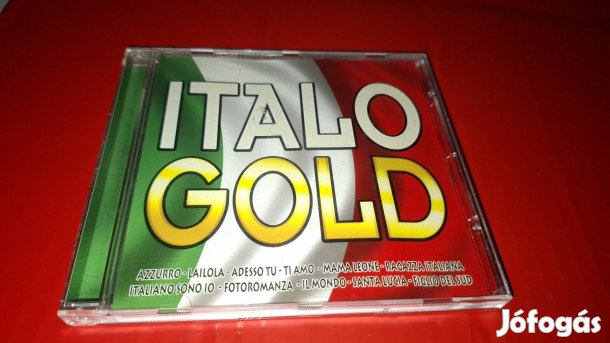 ITALO
GOLD
AZZURRO - LAILOLA - ADESSO TU - TI AMO - MAMA LEONE - RAGAZZA ITALIANA
ITALIANO SONO IO - FOTOROMANZA - IL MONDO - SANTA LUCIA - FIGLIO DEL SUD
Jófogás